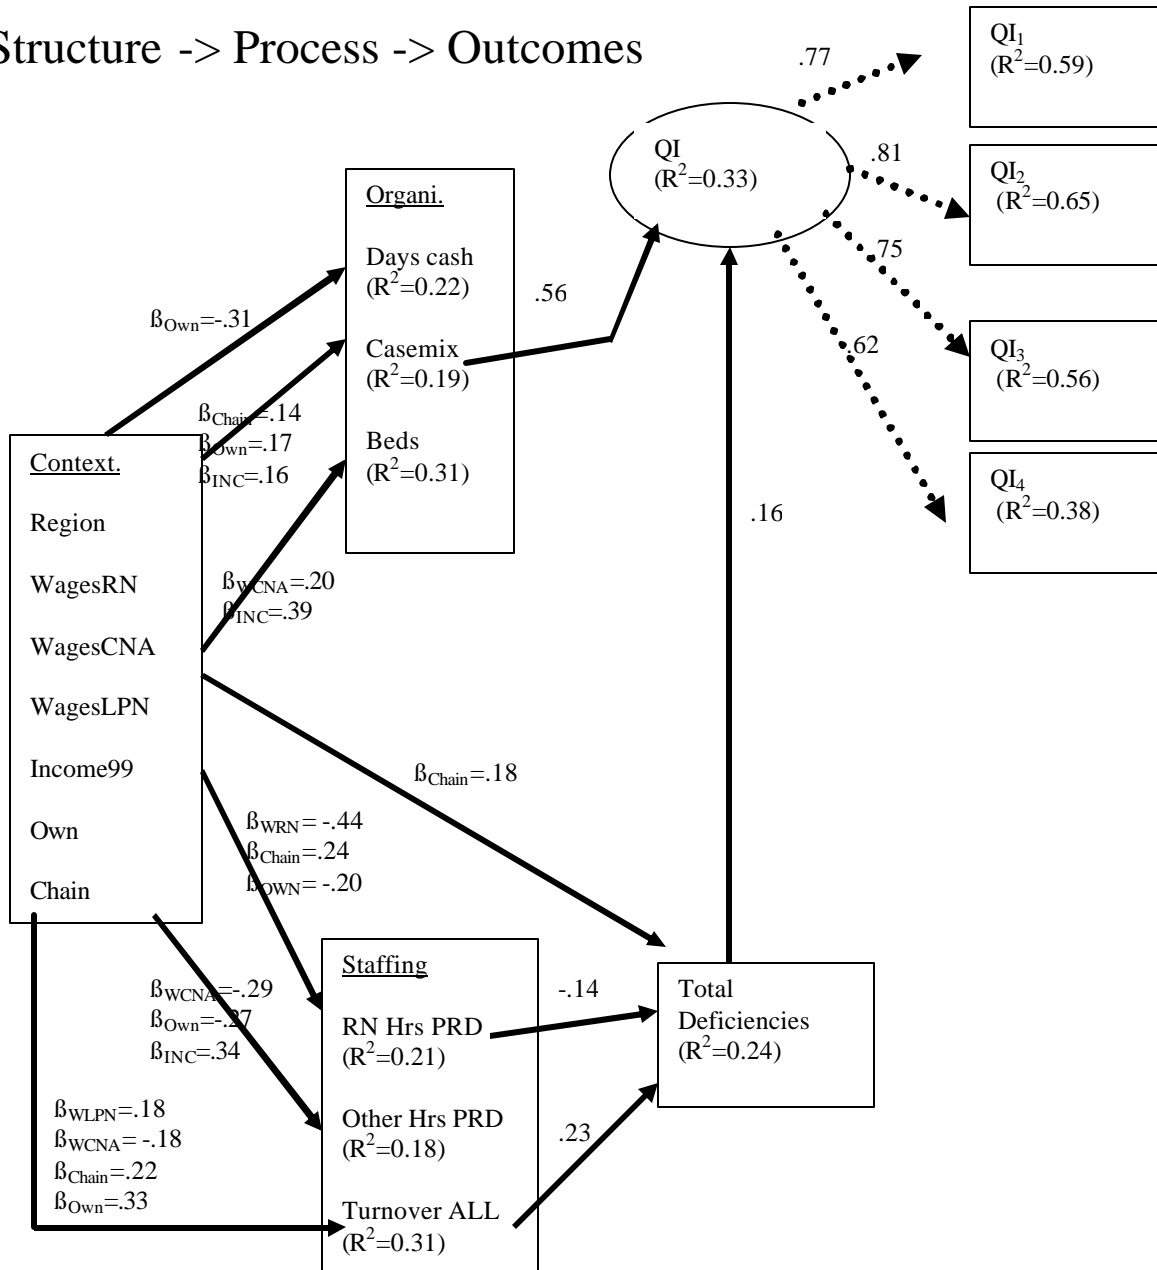 Structure -> Process -> Outcomes
.77
QI₁
(R²=0.59)
QI
(R²=0.33)
.81
QI₂
(R²=0.65)
.75
QI₃
(R²=0.56)
.62
QI₄
(R²=0.38)
Organi.
Days cash
(R²=0.22)
Casemix
(R²=0.19)
Beds
(R²=0.31)
.56
.16
ßOwn=-.31
ßChain=.14
ßOwn=.17
ßINC=.16
ßWCNA=.20
ßINC=.39
Context.
Region
WagesRN
WagesCNA
WagesLPN
Income99
Own
Chain
ßChain=.18
ßWRN= -.44
ßChain=.24
ßOWN= -.20
ßWCNA=-.29
ßOwn=-.27
ßINC=.34
ßWLPN=.18
ßWCNA= -.18
ßChain=.22
ßOwn=.33
Staffing
RN Hrs PRD
(R²=0.21)
Other Hrs PRD
(R²=0.18)
Turnover ALL
(R²=0.31)
-.14
.23
Total
Deficiencies
(R²=0.24)